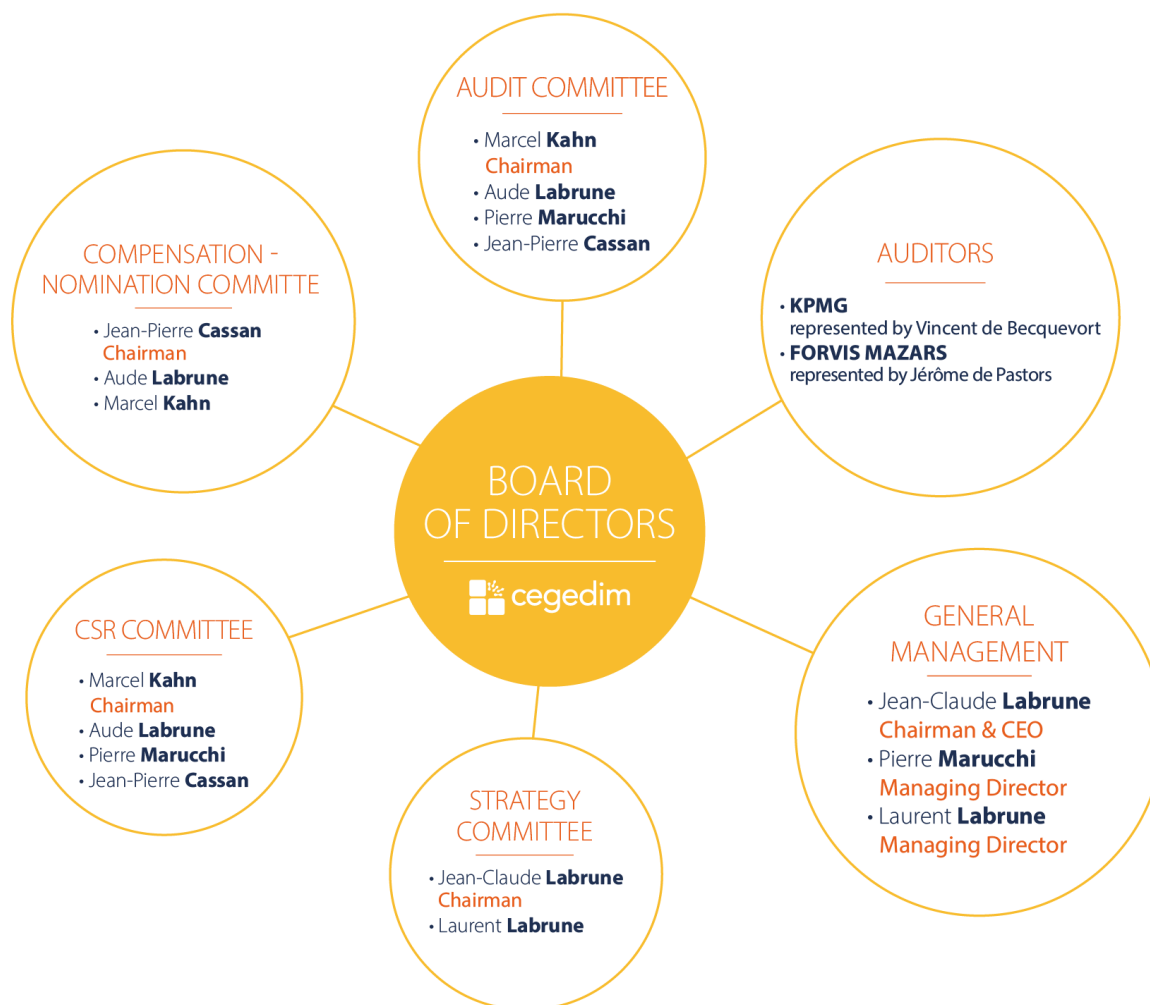 AUDIT COMMITTEE
• Marcel Kahn
Chairman
• Aude Labrune
• Pierre Marucchi
• Jean-Pierre Cassan
COMPENSATION -
NOMINATION COMMITTE
• Jean-Pierre Cassan
Chairman
• Aude Labrune
• Marcel Kahn
AUDITORS
• KPMG
represented by Vincent de Becquevort
• FORVIS MAZARS
represented by Jérôme de Pastors
BOARD
OF DIRECTORS
cegedim
CSR COMMITTEE
• Marcel Kahn
Chairman
• Aude Labrune
• Pierre Marucchi
• Jean-Pierre Cassan
GENERAL
MANAGEMENT
• Jean-Claude Labrune
Chairman & CEO
• Pierre Marucchi
Managing Director
• Laurent Labrune
Managing Director
STRATEGY
COMMITTEE
• Jean-Claude Labrune
Chairman
• Laurent Labrune